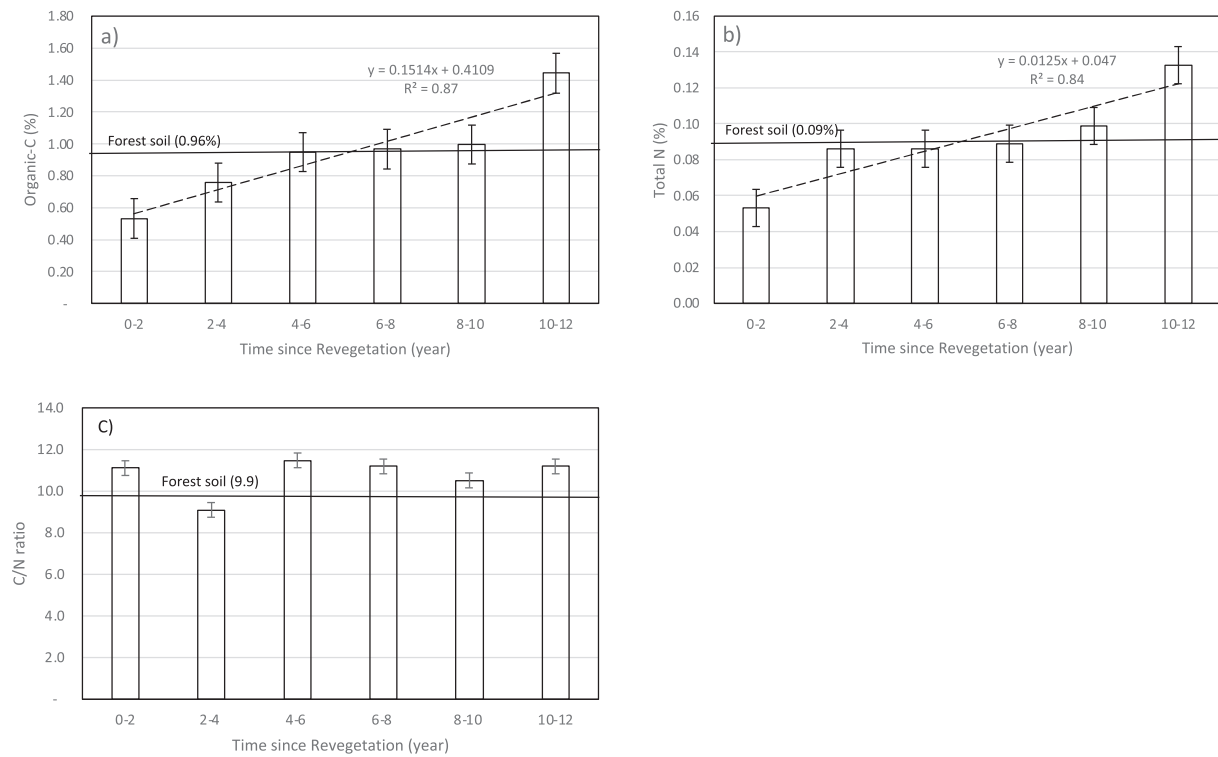 a)
1.80
1.60
1.40
1.20
1.00
0.80
0.60
0.40
0.20
-
Organic-C (%)
y = 0.1514x + 0.4109
R² = 0.87
Forest soil (0.96%)
0-2 2-4 4-6 6-8 8-10 10-12
Time since Revegetation (year)
b)
0.16
0.14
0.12
0.10
0.08
0.06
0.04
0.02
0.00
Total N (%)
y = 0.0125x + 0.047
R² = 0.84
Forest soil (0.09%)
0-2 2-4 4-6 6-8 8-10 10-12
Time since Revegetation (year)
C)
14.0
12.0
10.0
8.0
6.0
4.0
2.0
-
C/N ratio
Forest soil (9.9)
0-2 2-4 4-6 6-8 8-10 10-12
Time since Revegetation (year)